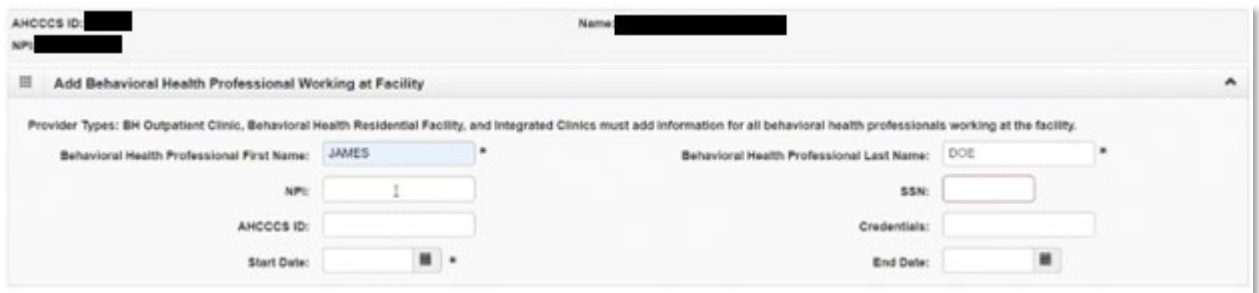 AHCCCS ID: Name:
NPI:
Add Behavioral Health Professional Working at Facility
Provider Types: BH Outpatient Clinic, Behavioral Health Residential Facility, and Integrated Clinics must add information for all behavioral health professionals working at the facility.
Behavioral Health Professional First Name: JAMES * Behavioral Health Professional Last Name: DOE *
NPI: SSN:
AHCCCS ID: Credentials:
Start Date: * End Date: